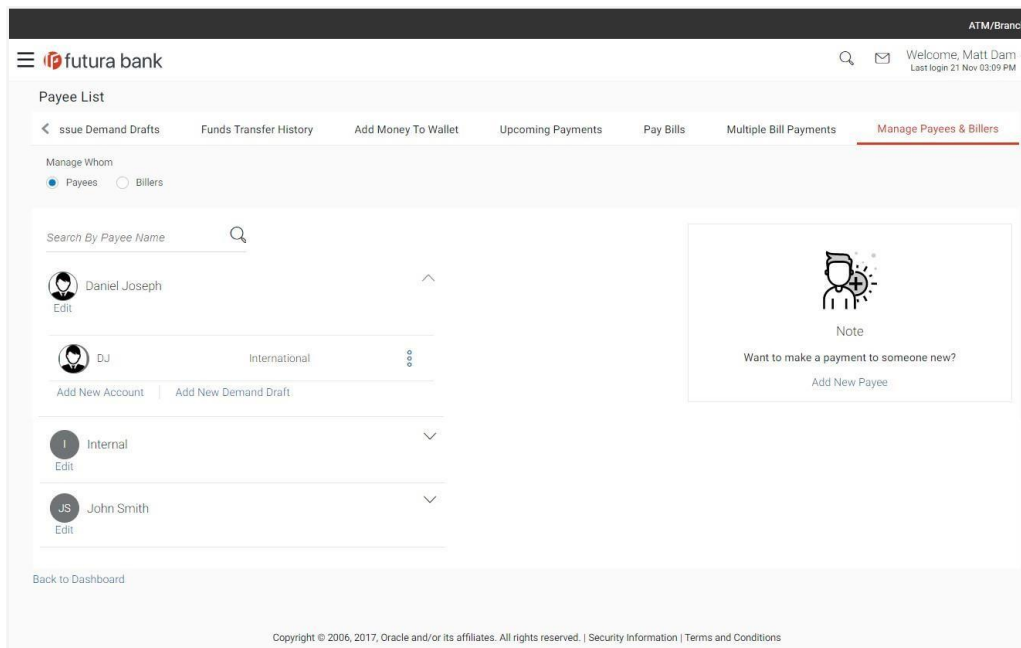 ATM/Branc
futura bank
Welcome, Matt Dam
Last login 21 Nov 03:09 PM
Payee List
ssue Demand Drafts Funds Transfer History Add Money To Wallet Upcoming Payments Pay Bills Multiple Bill Payments Manage Payees & Billers
Manage Whom
Payees Billers
Search By Payee Name
Daniel Joseph
Edit
DJ International
Add New Account Add New Demand Draft
I Internal
Edit
JS John Smith
Edit
Note
Want to make a payment to someone new?
Add New Payee
Back to Dashboard
Copyright © 2006, 2017, Oracle and/or its affiliates. All rights reserved. | Security Information | Terms and Conditions